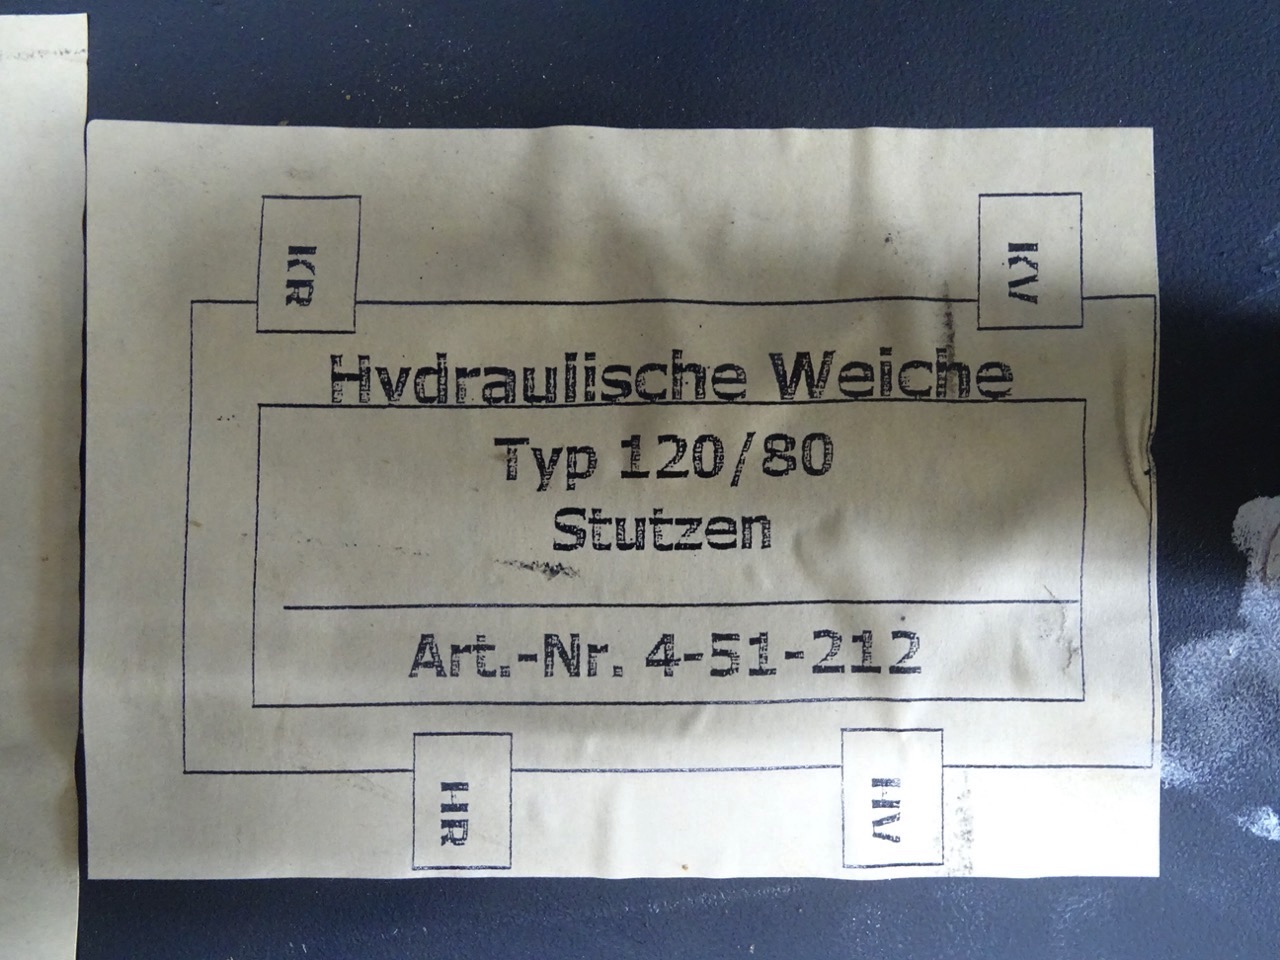 KR
KV
Hydraulische Weiche
Typ 120/80
Stutzen
Art.-Nr. 4-51-212
HR
HV